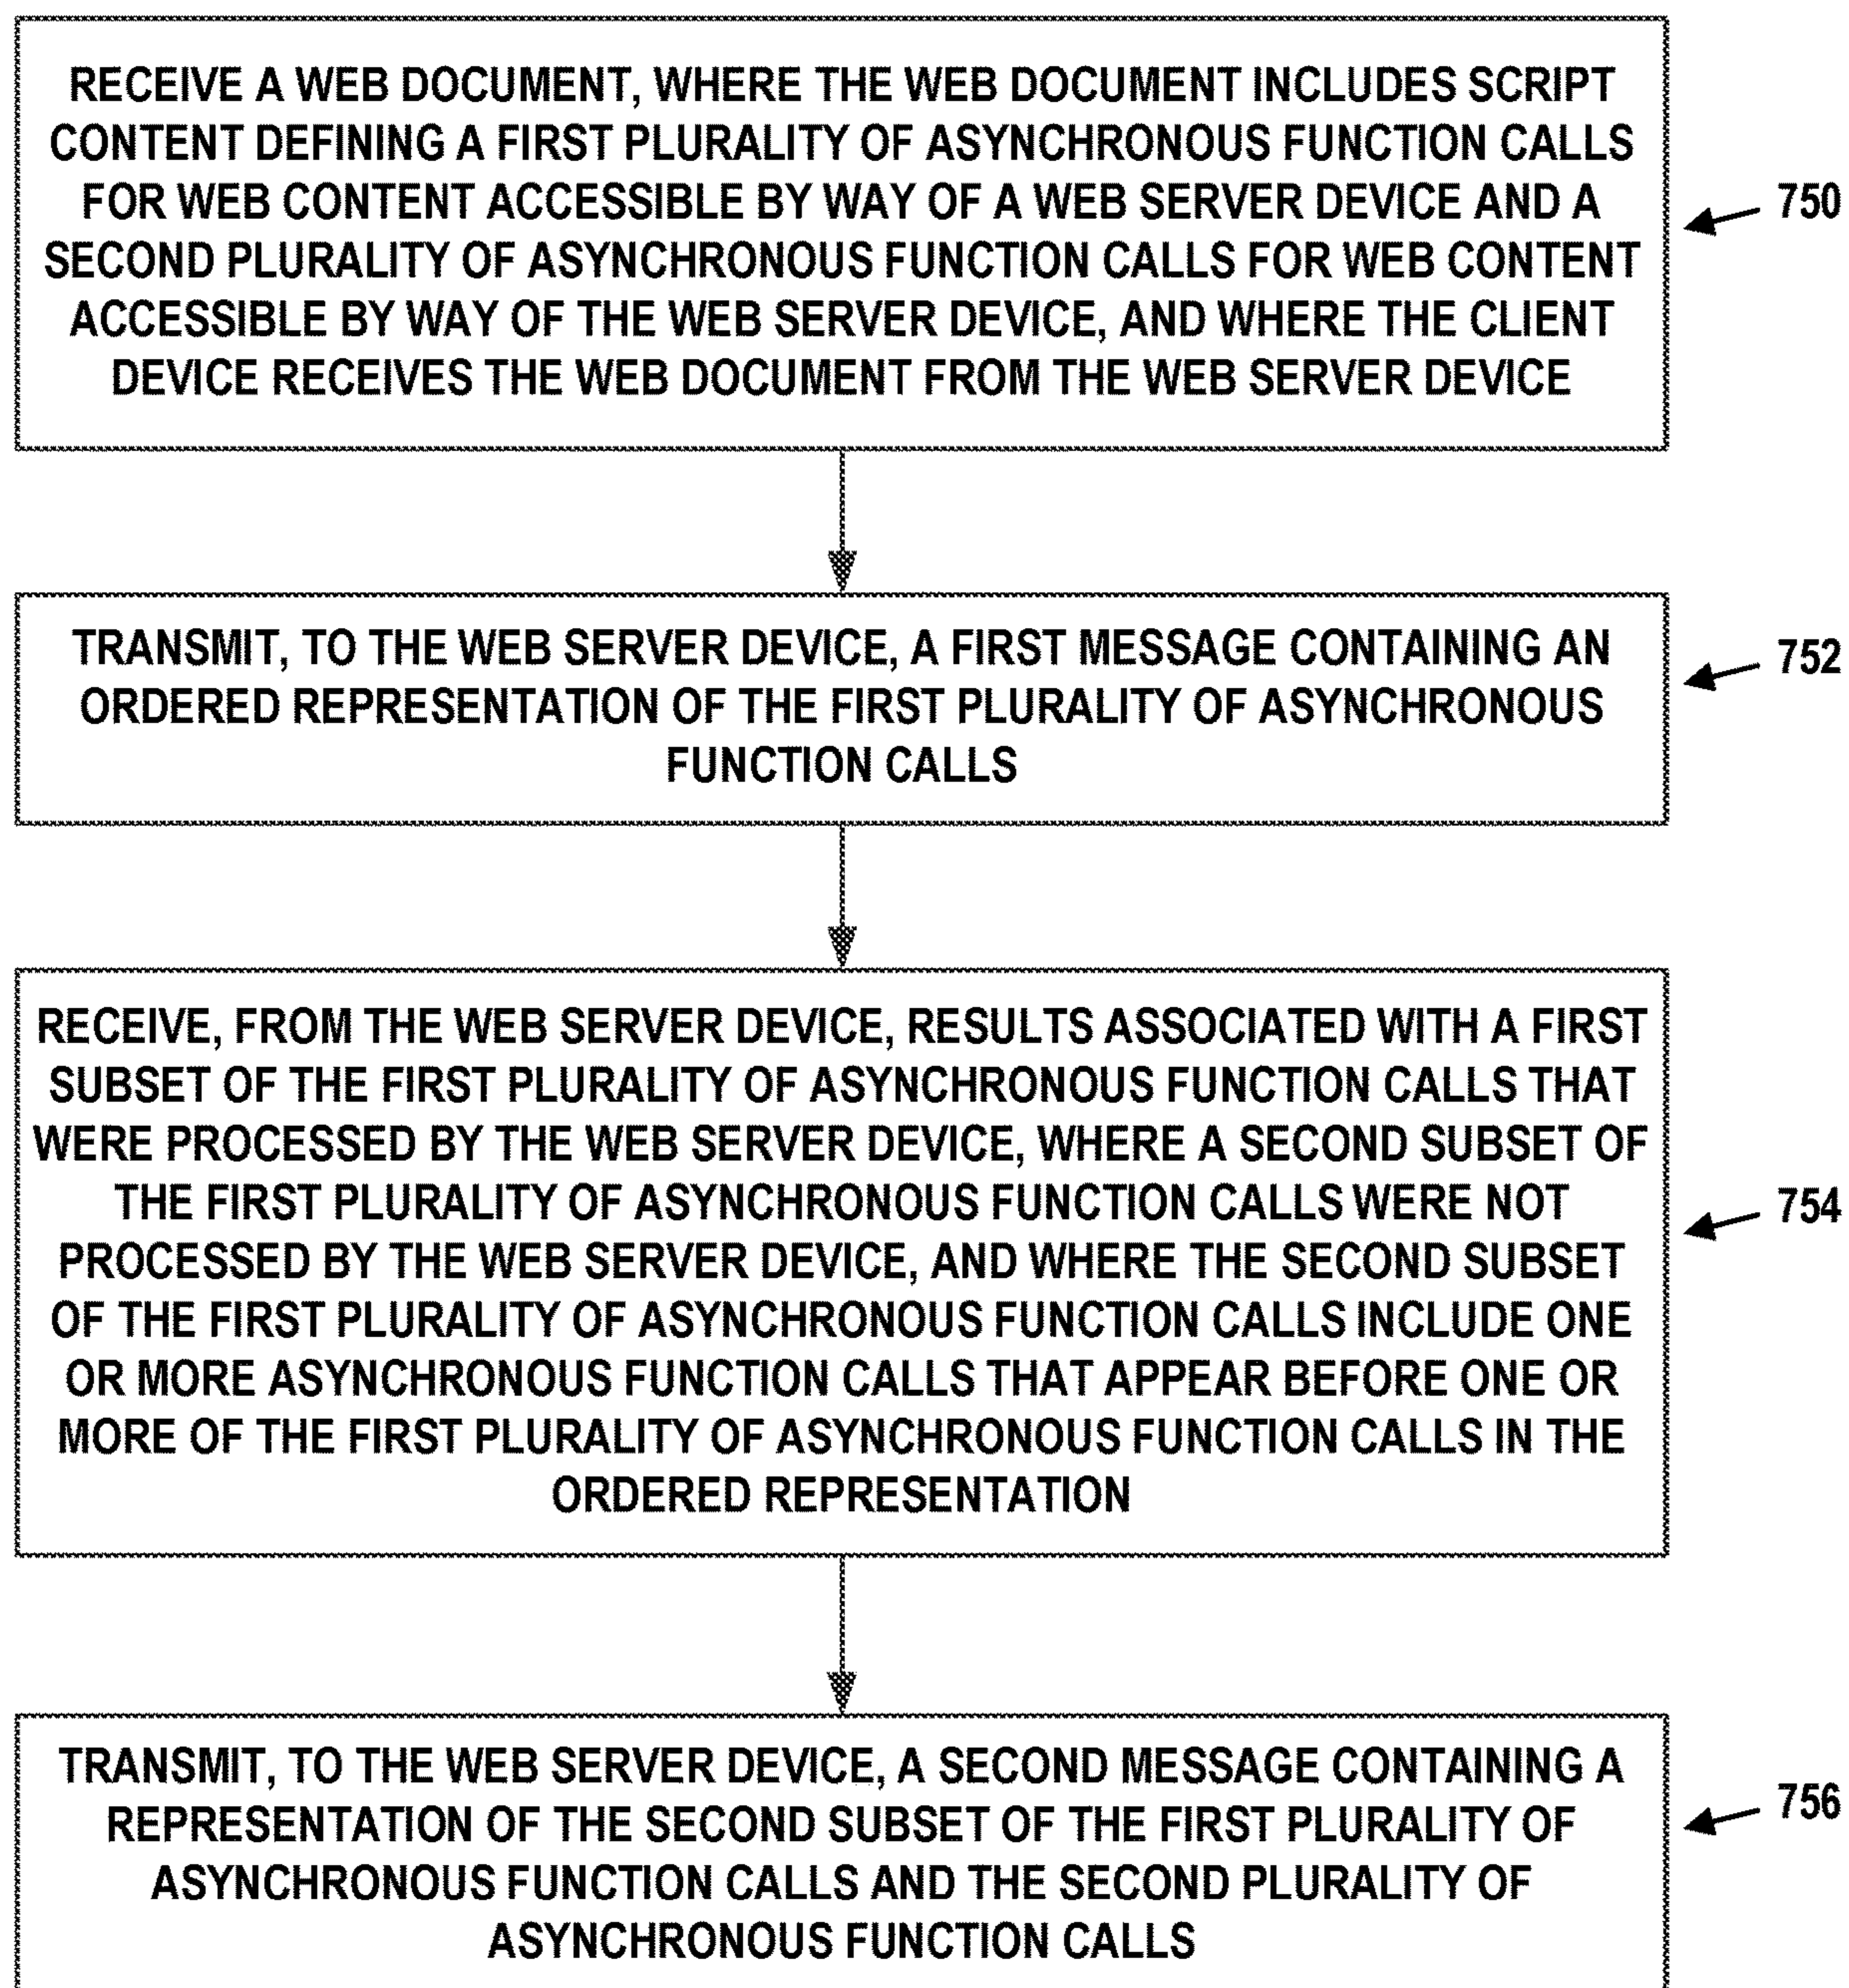 RECEIVE A WEB DOCUMENT, WHERE THE WEB DOCUMENT INCLUDES SCRIPT
CONTENT DEFINING A FIRST PLURALITY OF ASYNCHRONOUS FUNCTION CALLS
FOR WEB CONTENT ACCESSIBLE BY WAY OF A WEB SERVER DEVICE AND A
SECOND PLURALITY OF ASYNCHRONOUS FUNCTION CALLS FOR WEB CONTENT
ACCESSIBLE BY WAY OF THE WEB SERVER DEVICE, AND WHERE THE CLIENT
DEVICE RECEIVES THE WEB DOCUMENT FROM THE WEB SERVER DEVICE
750
TRANSMIT, TO THE WEB SERVER DEVICE, A FIRST MESSAGE CONTAINING AN
ORDERED REPRESENTATION OF THE FIRST PLURALITY OF ASYNCHRONOUS
FUNCTION CALLS
752
RECEIVE, FROM THE WEB SERVER DEVICE, RESULTS ASSOCIATED WITH A FIRST
SUBSET OF THE FIRST PLURALITY OF ASYNCHRONOUS FUNCTION CALLS THAT
WERE PROCESSED BY THE WEB SERVER DEVICE, WHERE A SECOND SUBSET OF
THE FIRST PLURALITY OF ASYNCHRONOUS FUNCTION CALLS WERE NOT
PROCESSED BY THE WEB SERVER DEVICE, AND WHERE THE SECOND SUBSET
OF THE FIRST PLURALITY OF ASYNCHRONOUS FUNCTION CALLS INCLUDE ONE
OR MORE ASYNCHRONOUS FUNCTION CALLS THAT APPEAR BEFORE ONE OR
MORE OF THE FIRST PLURALITY OF ASYNCHRONOUS FUNCTION CALLS IN THE
ORDERED REPRESENTATION
754
TRANSMIT, TO THE WEB SERVER DEVICE, A SECOND MESSAGE CONTAINING A
REPRESENTATION OF THE SECOND SUBSET OF THE FIRST PLURALITY OF
ASYNCHRONOUS FUNCTION CALLS AND THE SECOND PLURALITY OF
ASYNCHRONOUS FUNCTION CALLS
756